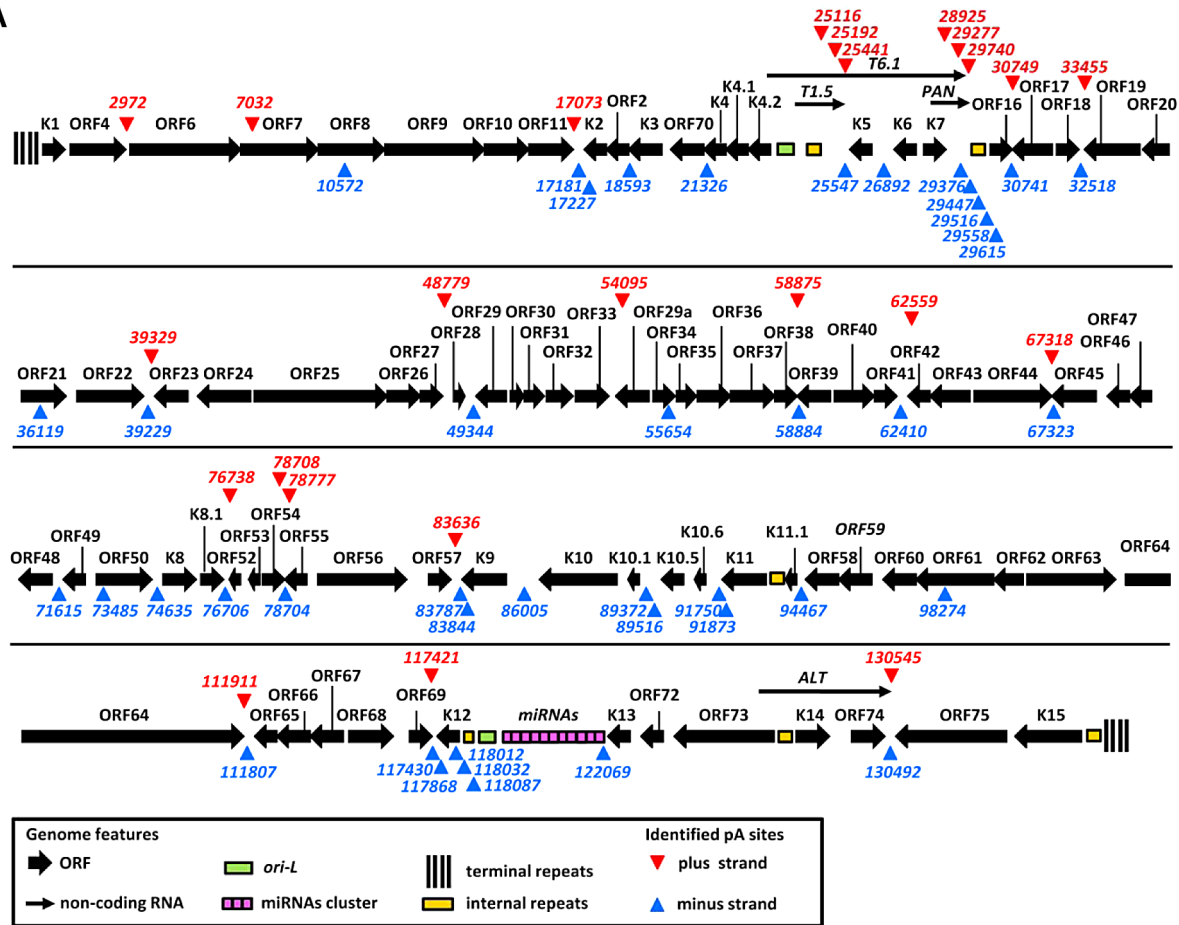 A
25116
25192
25441
28925
29277
29740
T6.1
2972
7032
17073
30749
33455
K4.1
T1.5
PAN
ORF17
ORF19
K1
ORF4
ORF6
ORF7
ORF8
ORF9
ORF10
ORF11
K2
ORF2
K3
ORF70
K4
K4.2
K5
K6
K7
ORF16
ORF18
ORF20
10572
17181
17227
18593
21326
25547
26892
29376
29447
29516
29558
29615
30741
32518
48779
54095
58875
62559
39329
67318
ORF29
ORF30
ORF33
ORF29a
ORF36
ORF47
ORF28
ORF31
ORF34
ORF38
ORF40
ORF46
ORF27
ORF32
ORF35
ORF37
ORF42
ORF21
ORF22
ORF23
ORF24
ORF25
ORF26
ORF39
ORF41
ORF43
ORF44
ORF45
36119
39229
49344
55654
58884
62410
67323
78708
76738
78777
83636
K8.1
ORF54
K10.6
K11.1
ORF59
ORF49
ORF53
ORF55
ORF48
ORF50
K8
ORF52
ORF56
ORF57
K9
K10
K10.1
K10.5
K11
ORF58
ORF60
ORF61
ORF62
ORF63
ORF64
71615
73485
74635
76706
78704
83787
83844
86005
89372
89516
91750
91873
94467
98274
117421
130545
111911
ALT
ORF67
ORF66
ORF69
ORF72
ORF64
ORF65
ORF68
K12
miRNAs
K13
ORF73
K14
ORF74
ORF75
K15
111807
117430
117868
118012
118032
118087
122069
130492
Genome features
Identified pA sites
ORF
ori-L
terminal repeats
plus strand
non-coding RNA
miRNAs cluster
internal repeats
minus strand